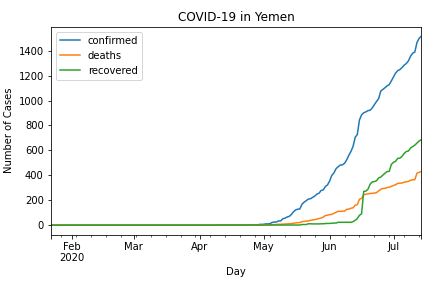 COVID-19 in Yemen
confirmed
deaths
recovered
Number of Cases
1400
1200
1000
800
600
400
200
0
Feb
2020
Mar
Apr
May
Jun
Jul
Day